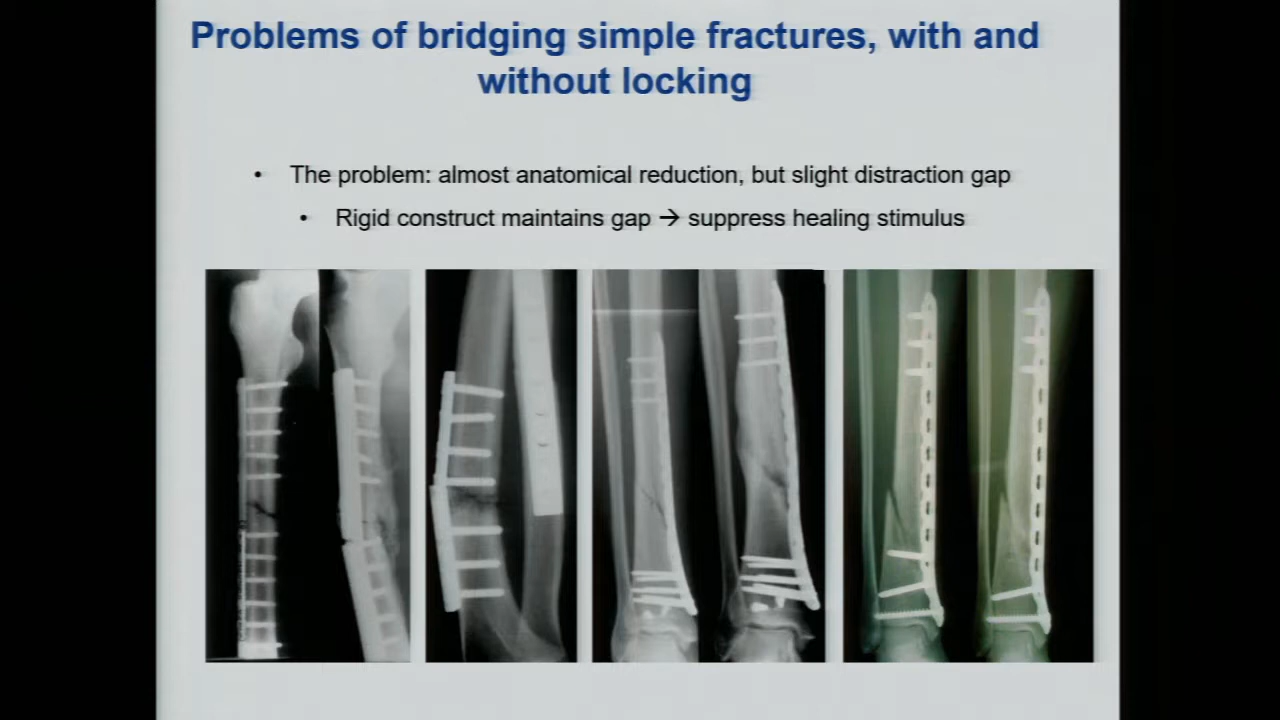 Problems of bridging simple fractures, with and
without locking
• The problem: almost anatomical reduction, but slight distraction gap
• Rigid construct maintains gap → suppress healing stimulus